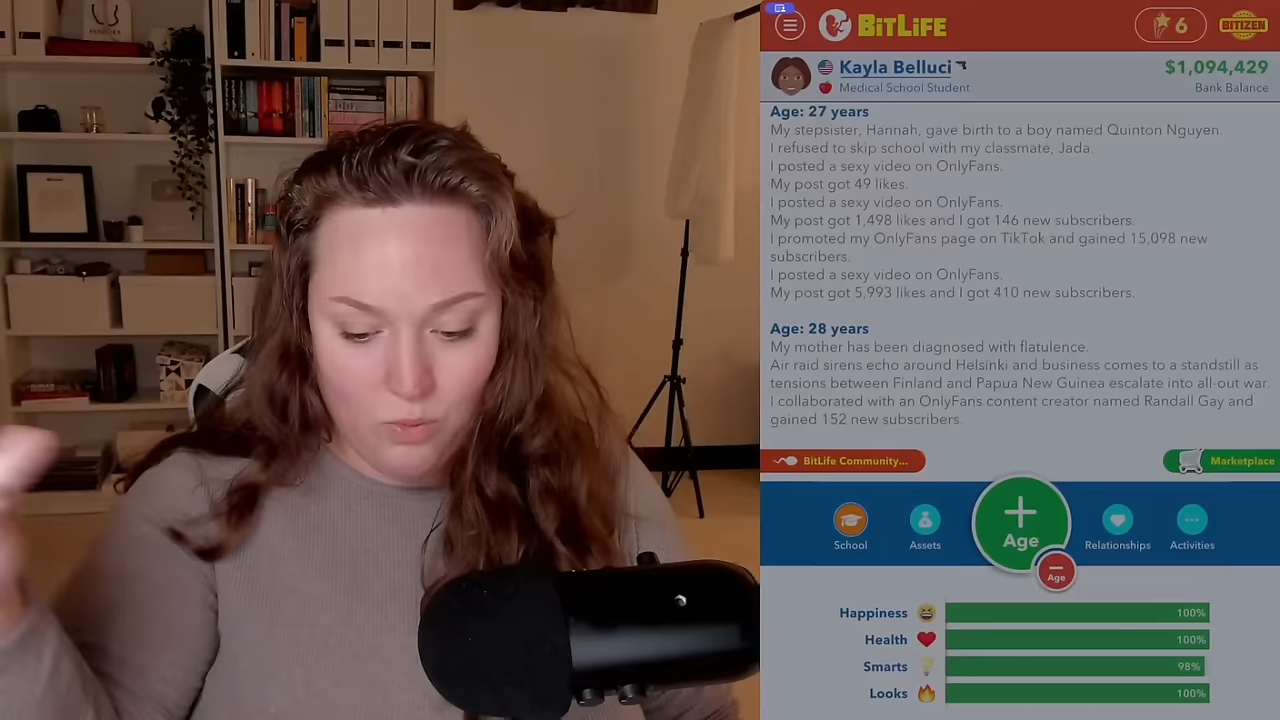 PANDORA
BITLIFE
6
BITIZEN
Kayla Belluci
$1,094,429
Medical School Student
Bank Balance
Age: 27 years
My stepsister, Hannah, gave birth to a boy named Quinton Nguyen.
I refused to skip school with my classmate, Jada.
I posted a sexy video on OnlyFans.
My post got 49 likes.
I posted a sexy video on OnlyFans.
My post got 1,498 likes and I got 146 new subscribers.
I promoted my OnlyFans page on TikTok and gained 15,098 new
subscribers.
I posted a sexy video on OnlyFans.
My post got 5,993 likes and I got 410 new subscribers.
Age: 28 years
My mother has been diagnosed with flatulence.
Air raid sirens echo around Helsinki and business comes to a standstill as
tensions between Finland and Papua New Guinea escalate into all-out war.
I collaborated with an OnlyFans content creator named Randall Gay and
gained 152 new subscribers.
BitLife Community...
Marketplace
School
Assets
+
Age
Relationships
Activities
Age
Happiness
100%
Health
100%
Smarts
98%
Looks
100%